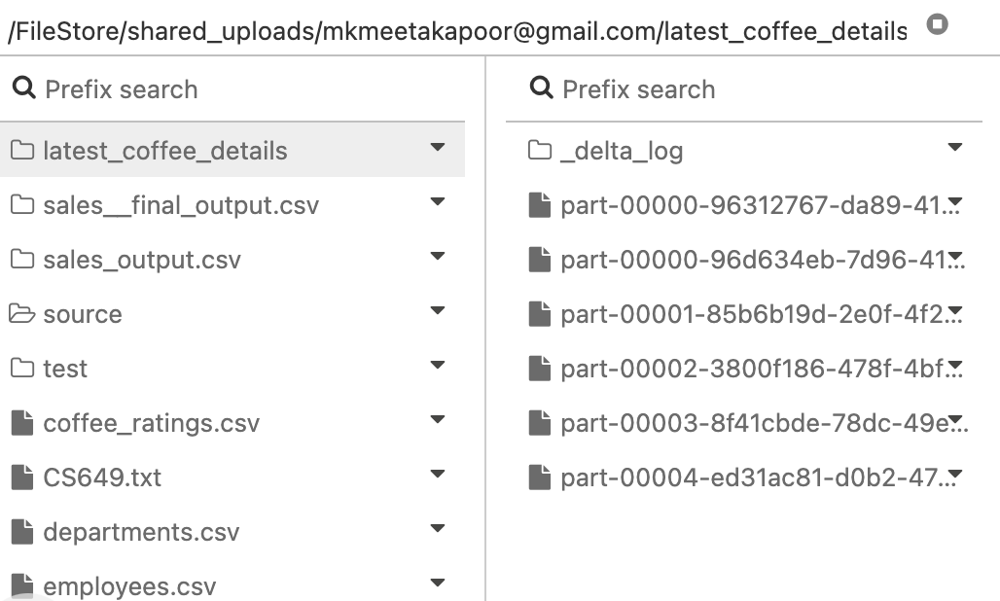 /FileStore/shared_uploads/mkmeetakapoor@gmail.com/latest_coffee_details
Prefix search
latest_coffee_details
sales__final_output.csv
sales_output.csv
source
test
coffee_ratings.csv
CS649.txt
departments.csv
employees.csv
Prefix search
_delta_log
part-00000-96312767-da89-41...
part-00000-96d634eb-7d96-41...
part-00001-85b6b19d-2e0f-4f2...
part-00002-3800f186-478f-4bf...
part-00003-8f41cbde-78dc-49e...
part-00004-ed31ac81-d0b2-47...